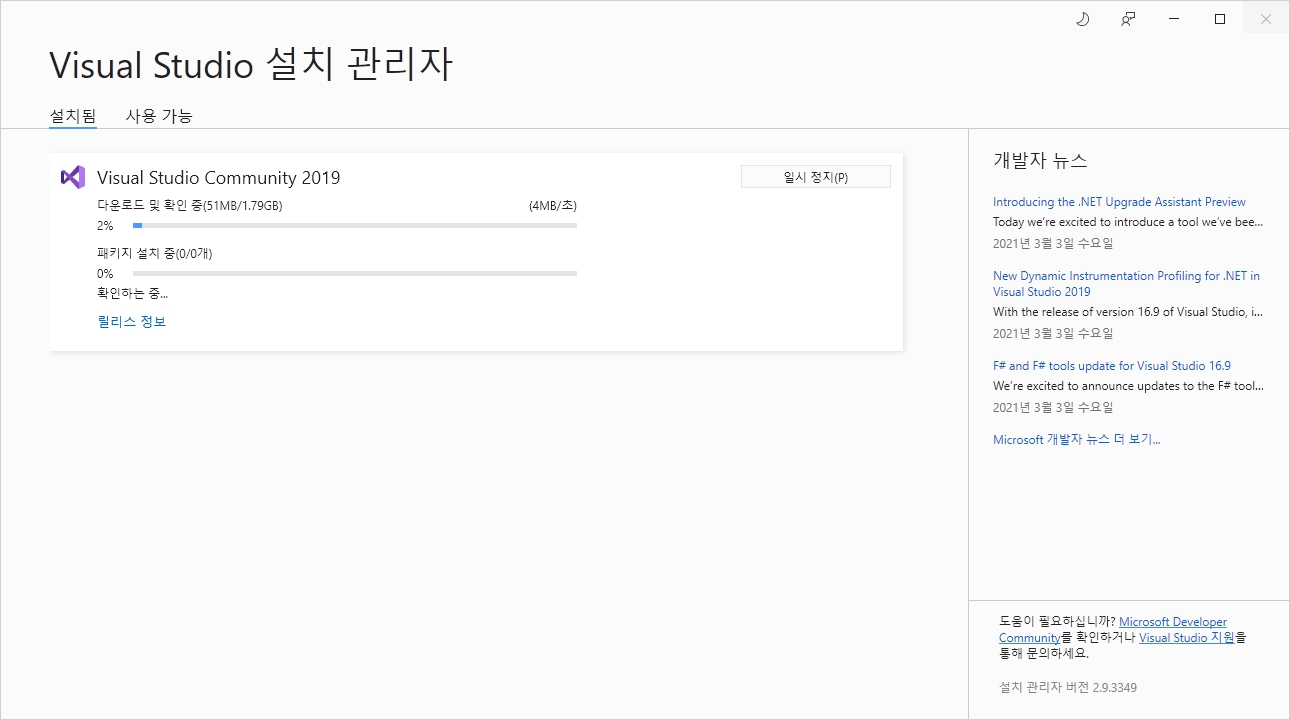 Visual Studio 설치 관리자
설치됨 사용 가능
Visual Studio Community 2019
일시 정지(P)
다운로드 및 확인 중(51MB/1.79GB) (4MB/초)
2%
패키지 설치 중(0/0개)
0%
확인하는 중...
릴리스 정보
개발자 뉴스
Introducing the .NET Upgrade Assistant Preview
Today we're excited to introduce a tool we've bee...
2021년 3월 3일 수요일
New Dynamic Instrumentation Profiling for .NET in
Visual Studio 2019
With the release of version 16.9 of Visual Studio, i...
2021년 3월 3일 수요일
F# and F# tools update for Visual Studio 16.9
We're excited to announce updates to the F# tool...
2021년 3월 3일 수요일
Microsoft 개발자 뉴스 더 보기...
도움이 필요하십니까? Microsoft Developer
Community를 확인하거나 Visual Studio 지원을
통해 문의하세요.
설치 관리자 버전 2.9.3349